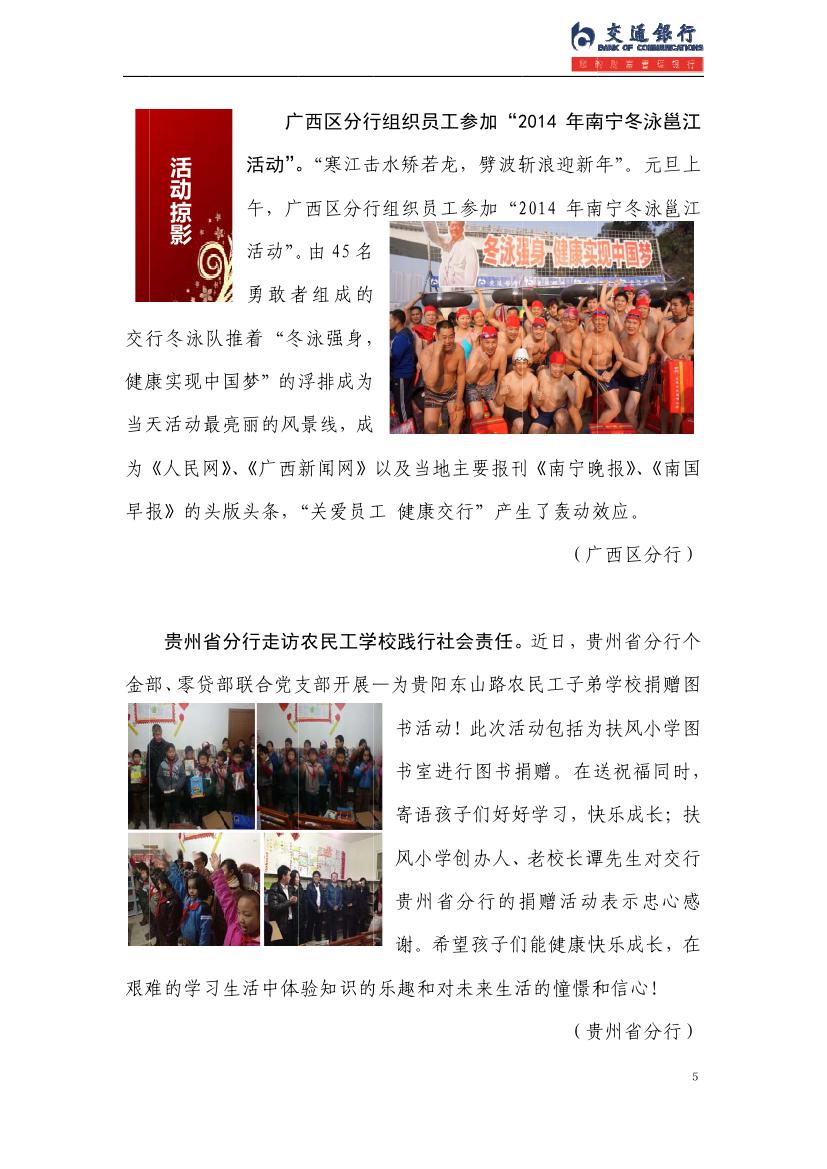 交通银行
BANK OF COMMUNICATIONS
您的财富管理银行
活动掠影
广西区分行组织员工参加“2014 年南宁冬泳邕江
活动”。“寒江击水矫若龙，劈波斩浪迎新年”。元旦上
午，广西区分行组织员工参加“2014 年南宁冬泳邕江
活动”。由 45 名
勇敢者组成的
交行冬泳队推着“冬泳强身，
健康实现中国梦”的浮排成为
当天活动最亮丽的风景线，成
冬泳强身 健康实现中国梦
为《人民网》、《广西新闻网》以及当地主要报刊《南宁晚报》、《南国
早报》的头版头条，“关爱员工 健康交行”产生了轰动效应。
（广西区分行）
贵州省分行走访农民工学校践行社会责任。近日，贵州省分行个
金部、零贷部联合党支部开展—为贵阳东山路农民工子弟学校捐赠图
书活动！此次活动包括为扶风小学图
书室进行图书捐赠。在送祝福同时，
寄语孩子们好好学习，快乐成长；扶
风小学创办人、老校长谭先生对交行
贵州省分行的捐赠活动表示忠心感
谢。希望孩子们能健康快乐成长，在
艰难的学习生活中体验知识的乐趣和对未来生活的憧憬和信心！
（贵州省分行）
5